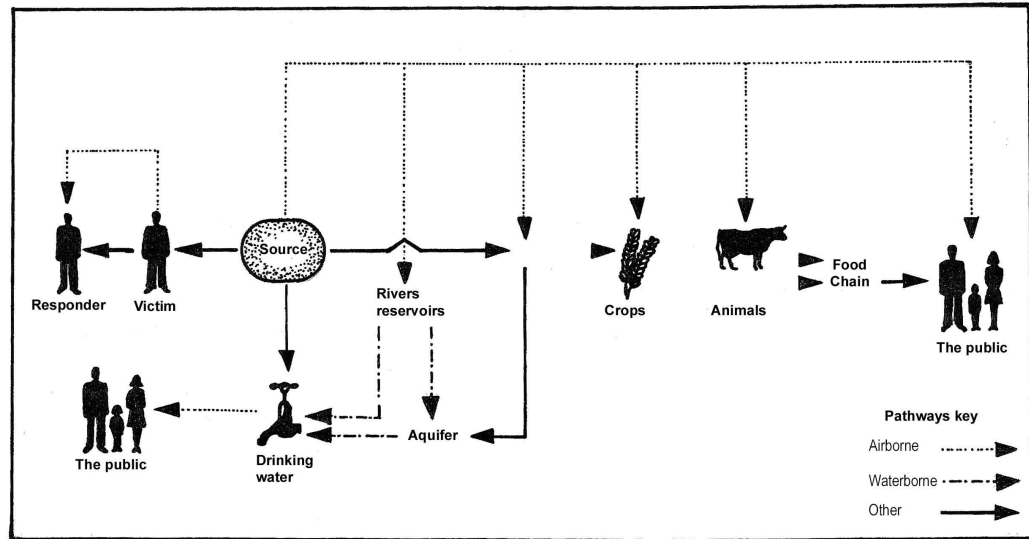 Source
Responder
Victim
Rivers
reservoirs
Crops
Animals
Food
Chain
The public
The public
Drinking
water
Aquifer
Pathways key
Airborne
Waterborne
Other